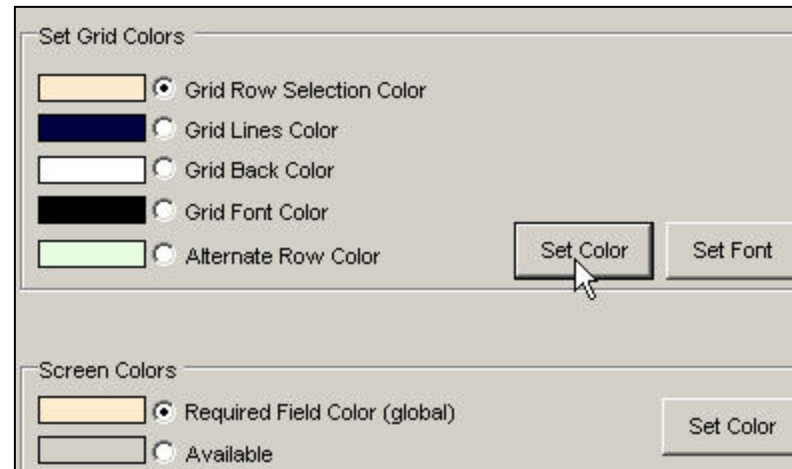 Set Grid Colors
Grid Row Selection Color
Grid Lines Color
Grid Back Color
Grid Font Color
Alternate Row Color
Set Color
Set Font
Screen Colors
Required Field Color (global)
Set Color
Available